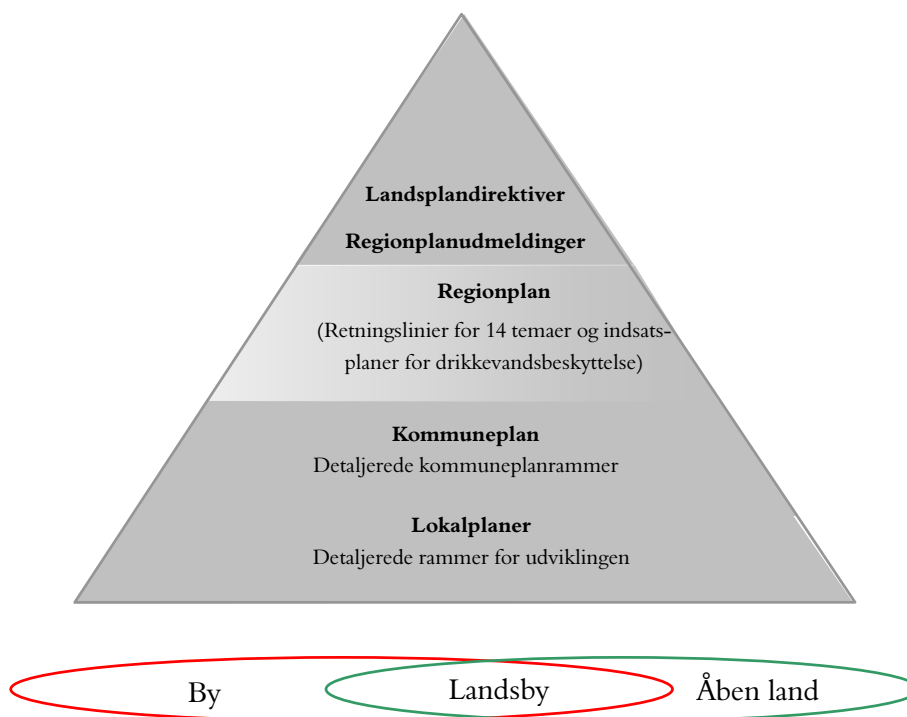 Landsplandirektiver
Regionplanudmeldinger
Regionplan
(Retningslinier for 14 temaer og indsats-
planer for drikkevandsbeskyttelse)
Kommuneplan
Detaljerede kommuneplanrammer
Lokalplaner
Detaljerede rammer for udviklingen
By Landsby Åben land